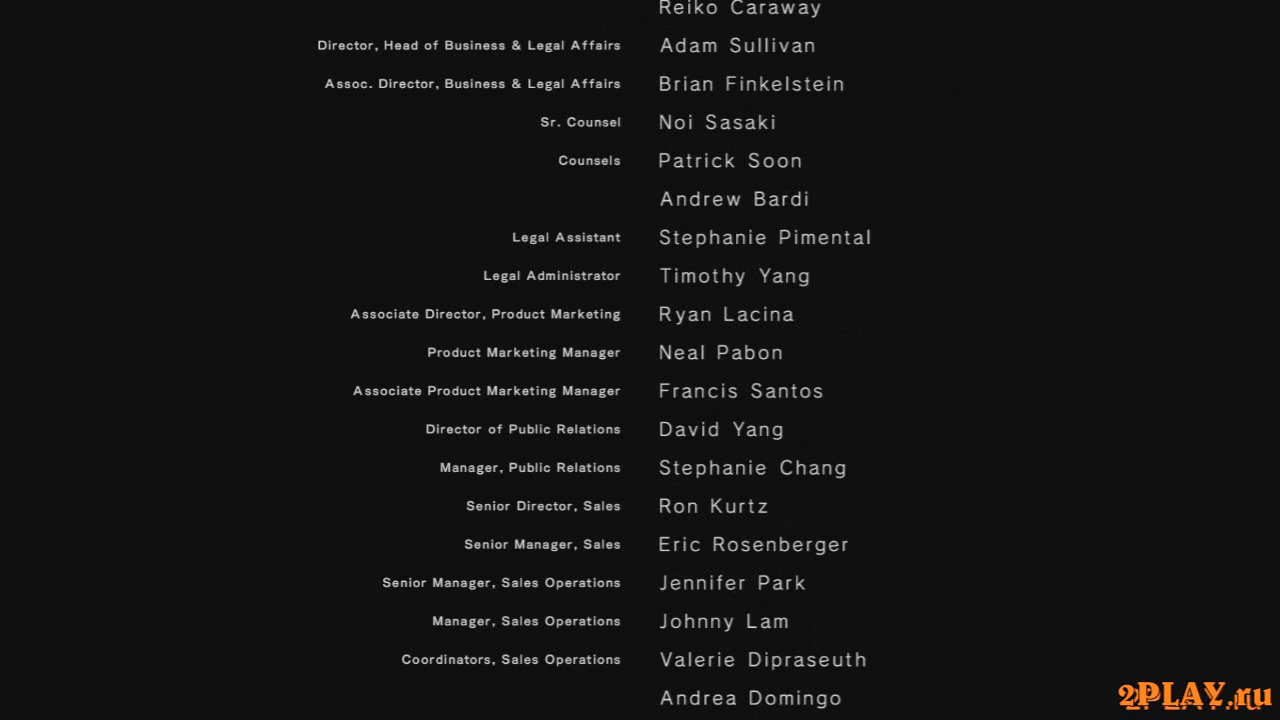 Reiko Caraway
Director, Head of Business & Legal Affairs Adam Sullivan
Assoc. Director, Business & Legal Affairs Brian Finkelstein
Sr. Counsel Noi Sasaki
Counsels Patrick Soon
Andrew Bardi
Legal Assistant Stephanie Pimental
Legal Administrator Timothy Yang
Associate Director, Product Marketing Ryan Lacina
Product Marketing Manager Neal Pabon
Associate Product Marketing Manager Francis Santos
Director of Public Relations David Yang
Manager, Public Relations Stephanie Chang
Senior Director, Sales Ron Kurtz
Senior Manager, Sales Eric Rosenberger
Senior Manager, Sales Operations Jennifer Park
Manager, Sales Operations Johnny Lam
Coordinators, Sales Operations Valerie Dipraseuth
Andrea Domingo
2PLAY.ru